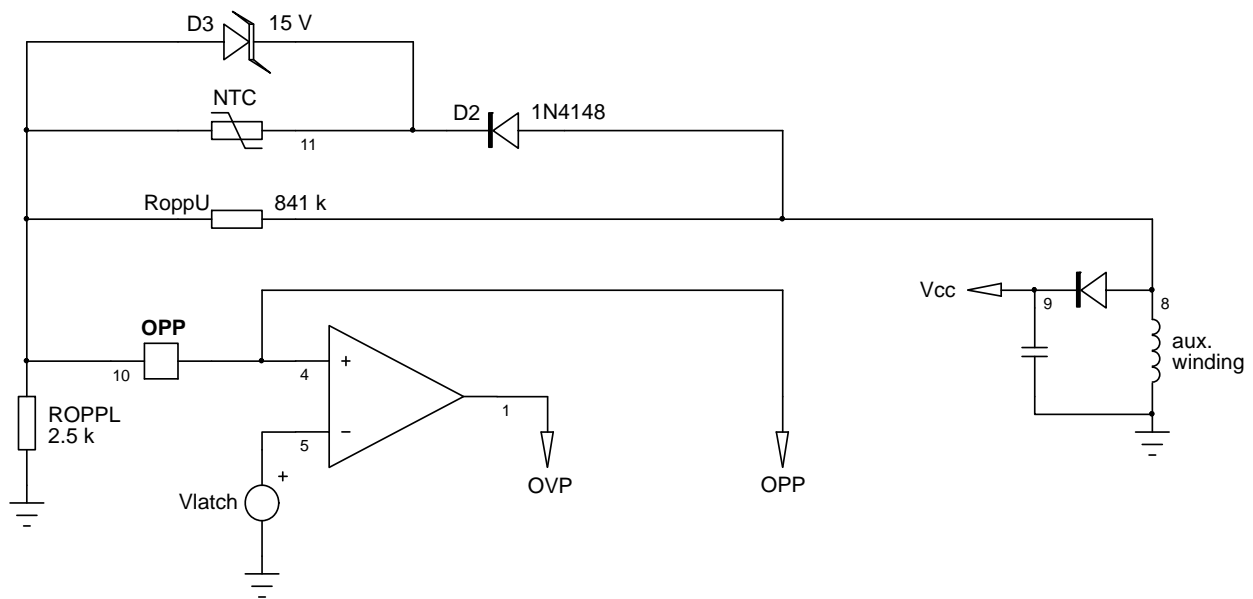 D3 15 V
NTC
D2 1N4148
11
RoppU 841 k
Vcc
9
8
OPP
aux.
winding
10
4
+
ROPPL
2.5 k
1
5
−
+
Vlatch
OVP
OPP